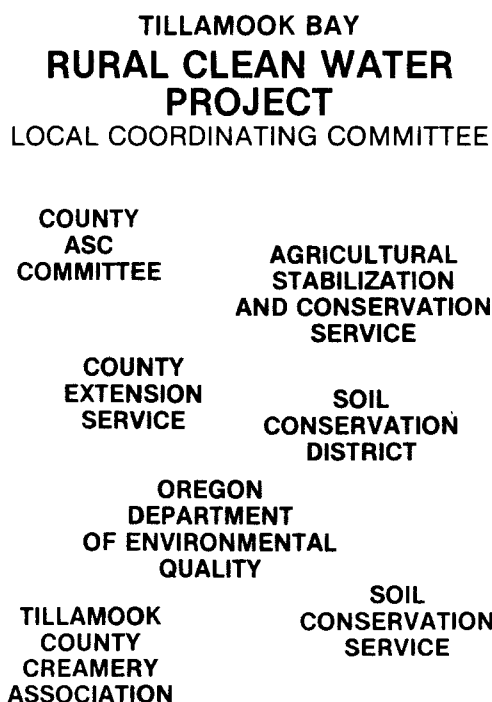 TILLAMOOK BAY
RURAL CLEAN WATER
PROJECT
LOCAL COORDINATING COMMITTEE
COUNTY
ASC
COMMITTEE
AGRICULTURAL
STABILIZATION
AND CONSERVATION
SERVICE
COUNTY
EXTENSION
SERVICE
SOIL
CONSERVATION
DISTRICT
OREGON
DEPARTMENT
OF ENVIRONMENTAL
QUALITY
SOIL
CONSERVATION
SERVICE
TILLAMOOK
COUNTY
CREAMERY
ASSOCIATION